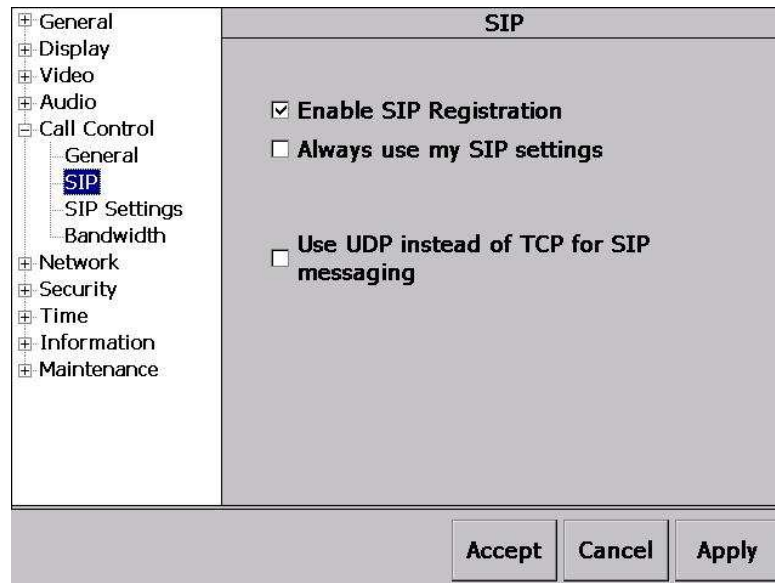 General
Display
Video
Audio
Call Control
General
SIP
SIP Settings
Bandwidth
Network
Security
Time
Information
Maintenance
SIP
Enable SIP Registration
Always use my SIP settings
Use UDP instead of TCP for SIP
messaging
Accept
Cancel
Apply